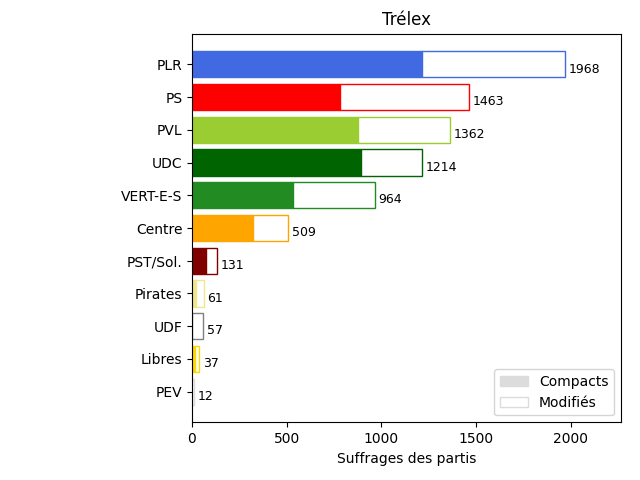 Trélex
PLR 1968
PS 1463
PVL 1362
UDC 1214
VERT-E-S 964
Centre 509
PST/Sol. 131
Pirates 61
UDF 57
Libres 37
PEV 12
Compacts
Modifiés
0 500 1000 1500 2000
Suffrages des partis